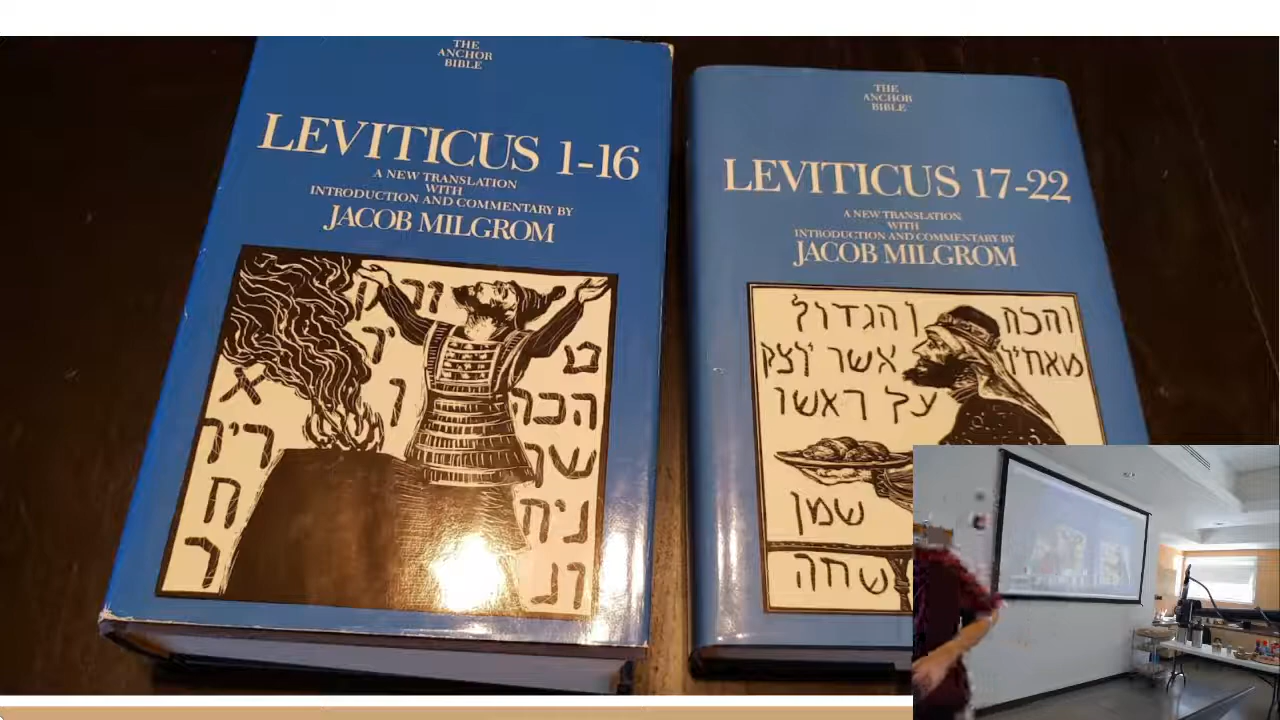 THE
ANCHOR
BIBLE
LEVITICUS 1-16
A NEW TRANSLATION
WITH
INTRODUCTION AND COMMENTARY BY
JACOB MILGROM
THE
ANCHOR
BIBLE
LEVITICUS 17-22
A NEW TRANSLATION
WITH
INTRODUCTION AND COMMENTARY BY
JACOB MILGROM
והכה ן הגדול
מאחיו אשר יוצק
על ראשו
שמן
שחה